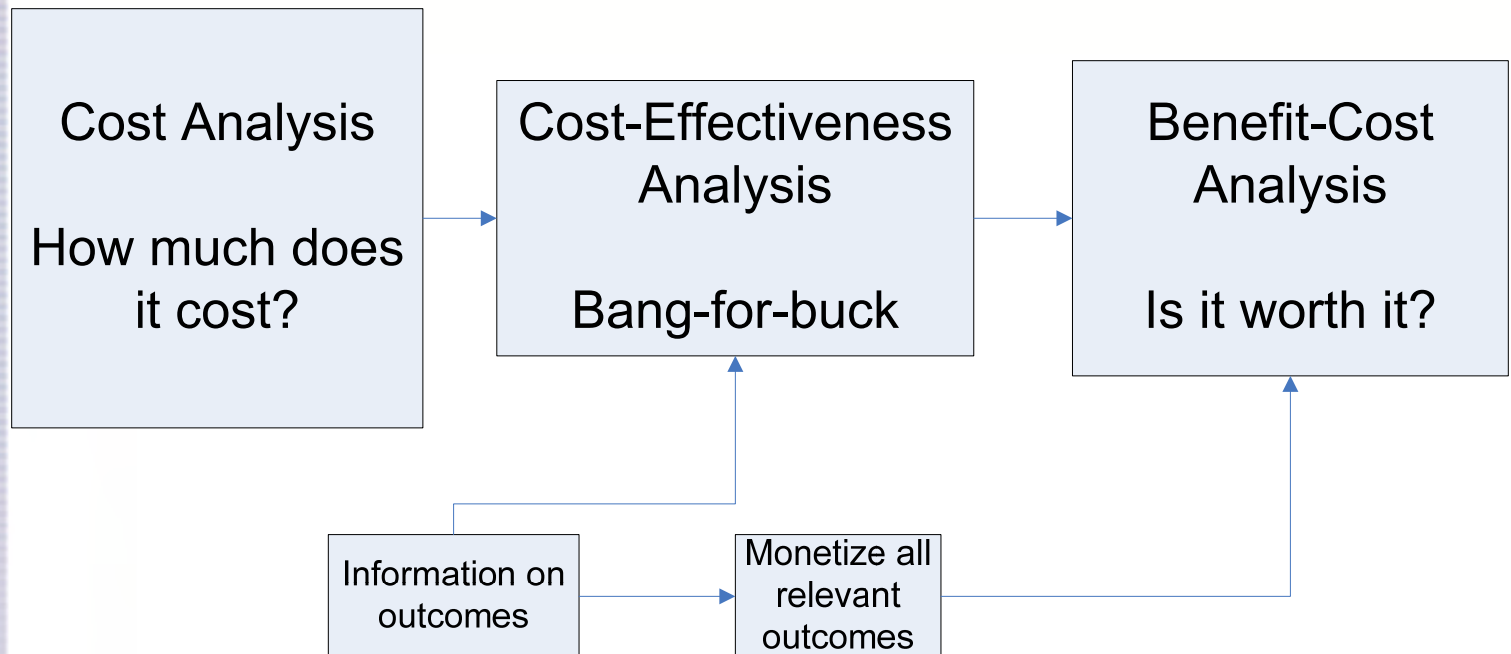 Cost Analysis
How much does
it cost?
Cost-Effectiveness
Analysis
Bang-for-buck
Benefit-Cost
Analysis
Is it worth it?
Information on
outcomes
Monetize all
relevant
outcomes